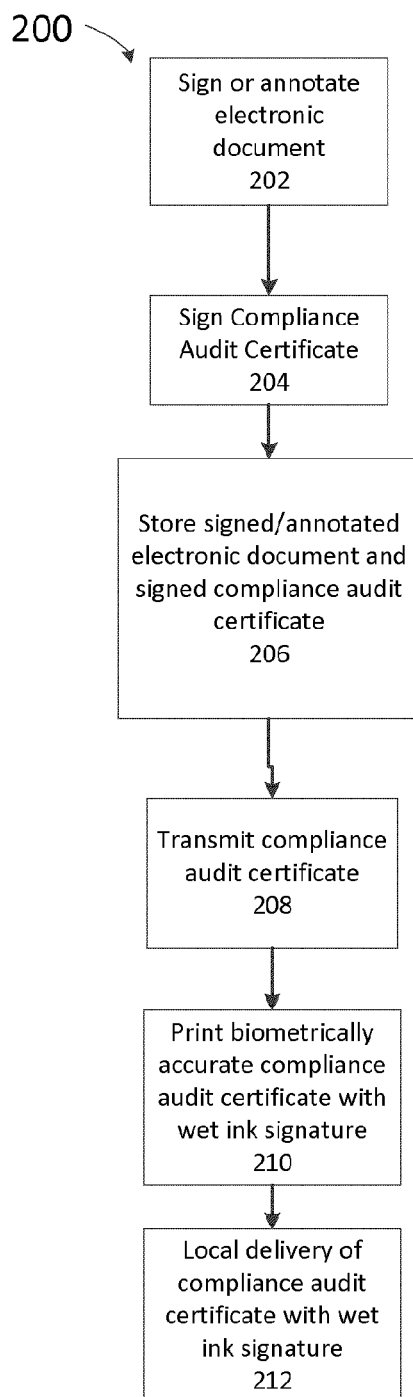 200
Sign or annotate
electronic
document
202
Sign Compliance
Audit Certificate
204
Store signed/annotated
electronic document and
signed compliance audit
certificate
206
Transmit compliance
audit certificate
208
Print biometrically
accurate compliance
audit certificate with
wet ink signature
210
Local delivery of
compliance audit
certificate with wet
ink signature
212